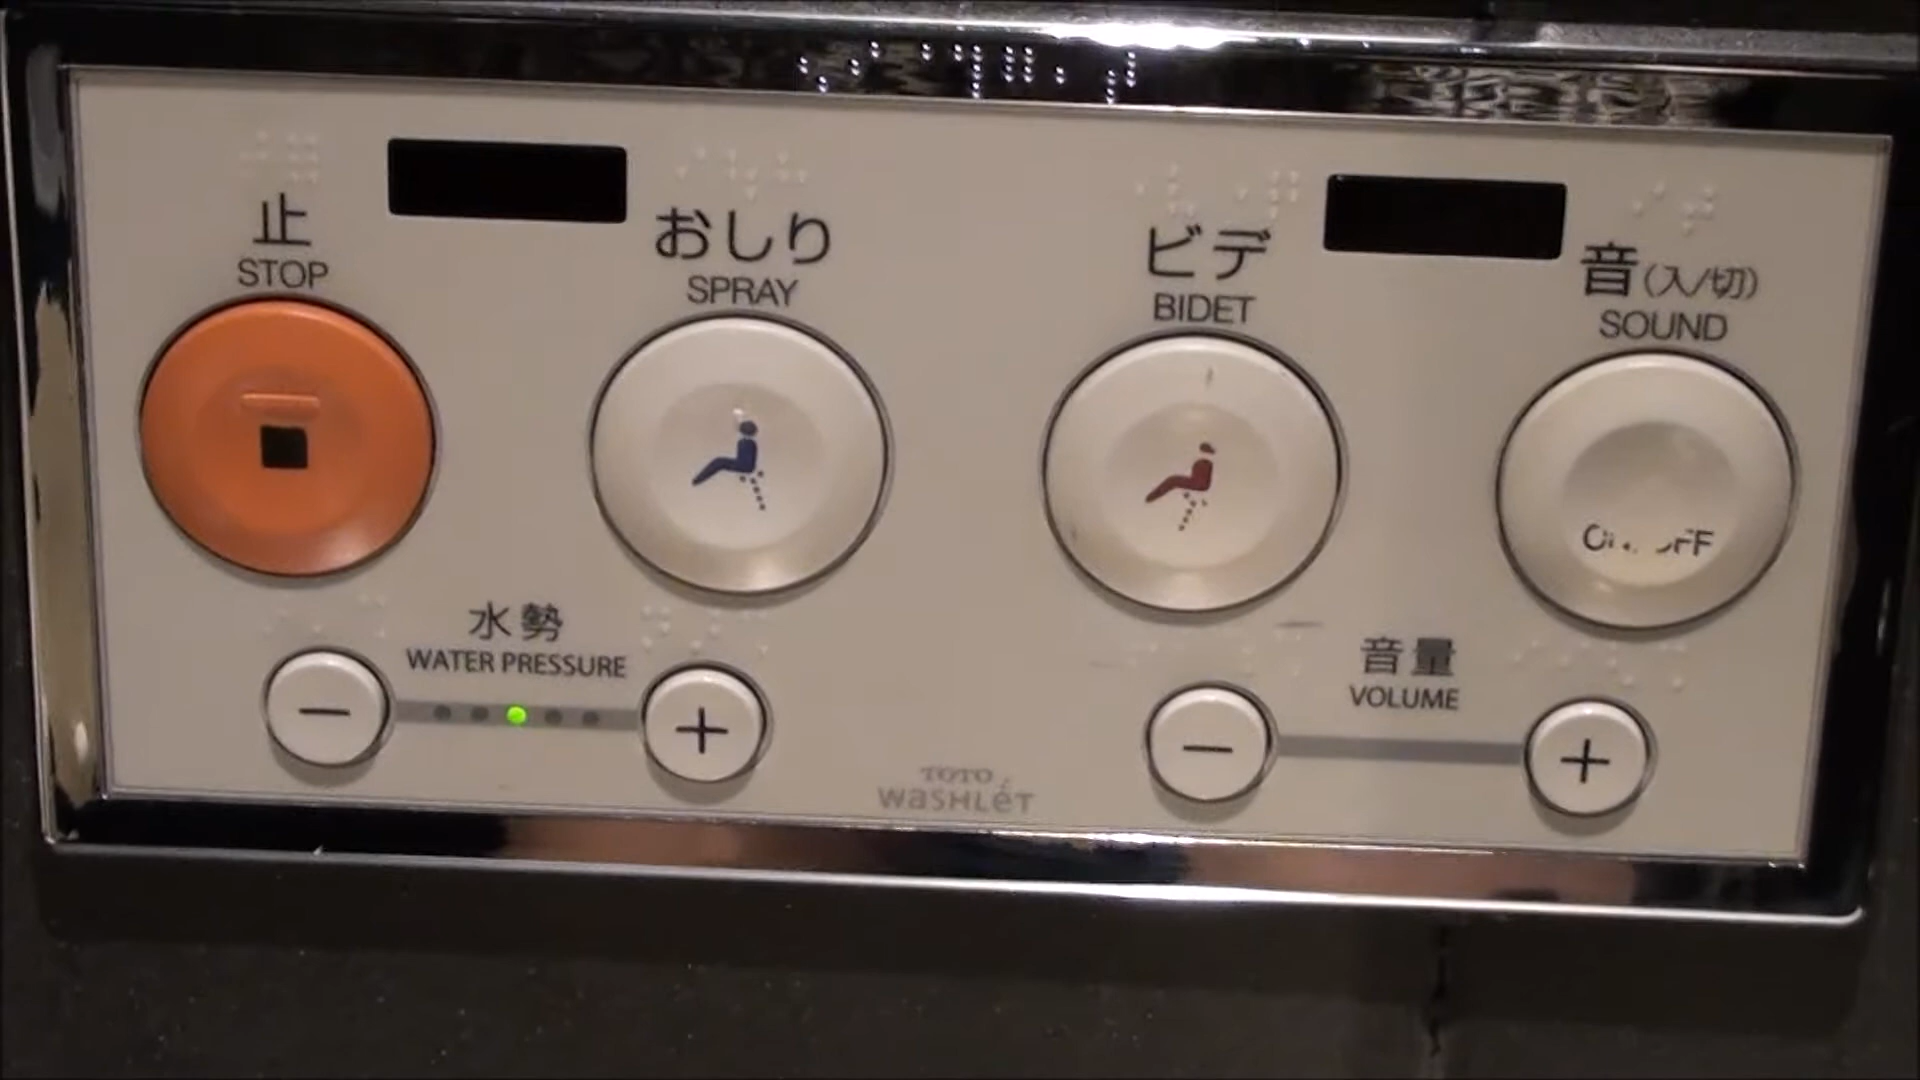 止
STOP
おしり
SPRAY
ビデ
BIDET
音(入/切)
SOUND
水勢
WATER PRESSURE
− +
音量
VOLUME
− +
TOTO
WASHLéT